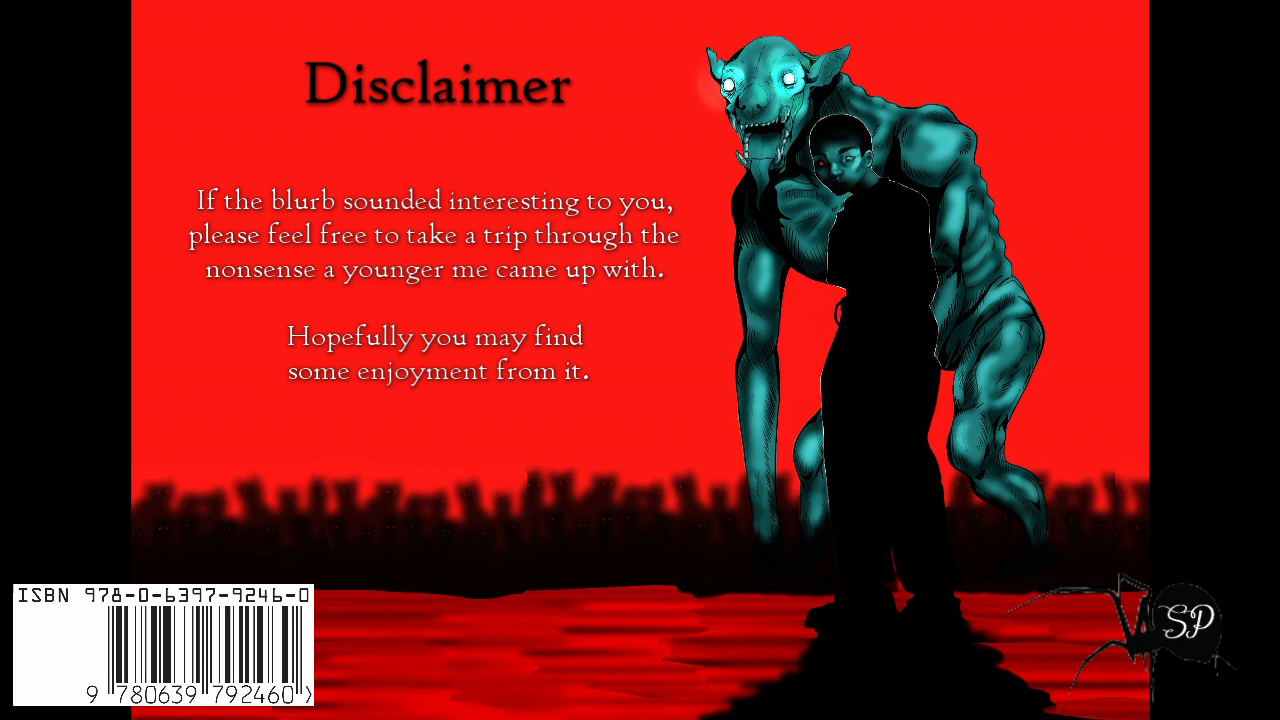 Disclaimer
If the blurb sounded interesting to you,
please feel free to take a trip through the
nonsense a younger me came up with.
Hopefully you may find
some enjoyment from it.
ISBN 978-0-6397-9246-0
9 780639 792460 >
SP